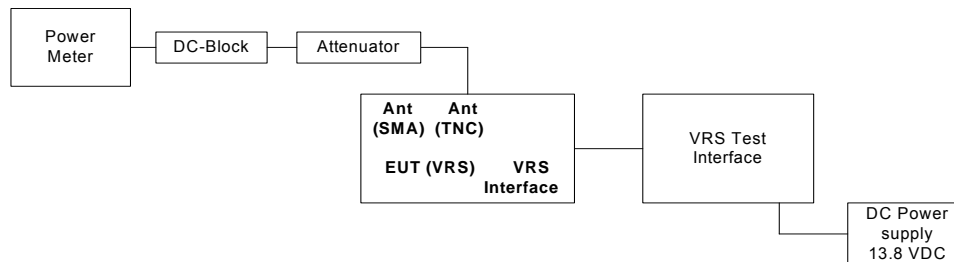 Power
Meter
DC-Block
Attenuator
Ant Ant
(SMA) (TNC)
EUT (VRS) VRS
Interface
VRS Test
Interface
DC Power
supply
13.8 VDC